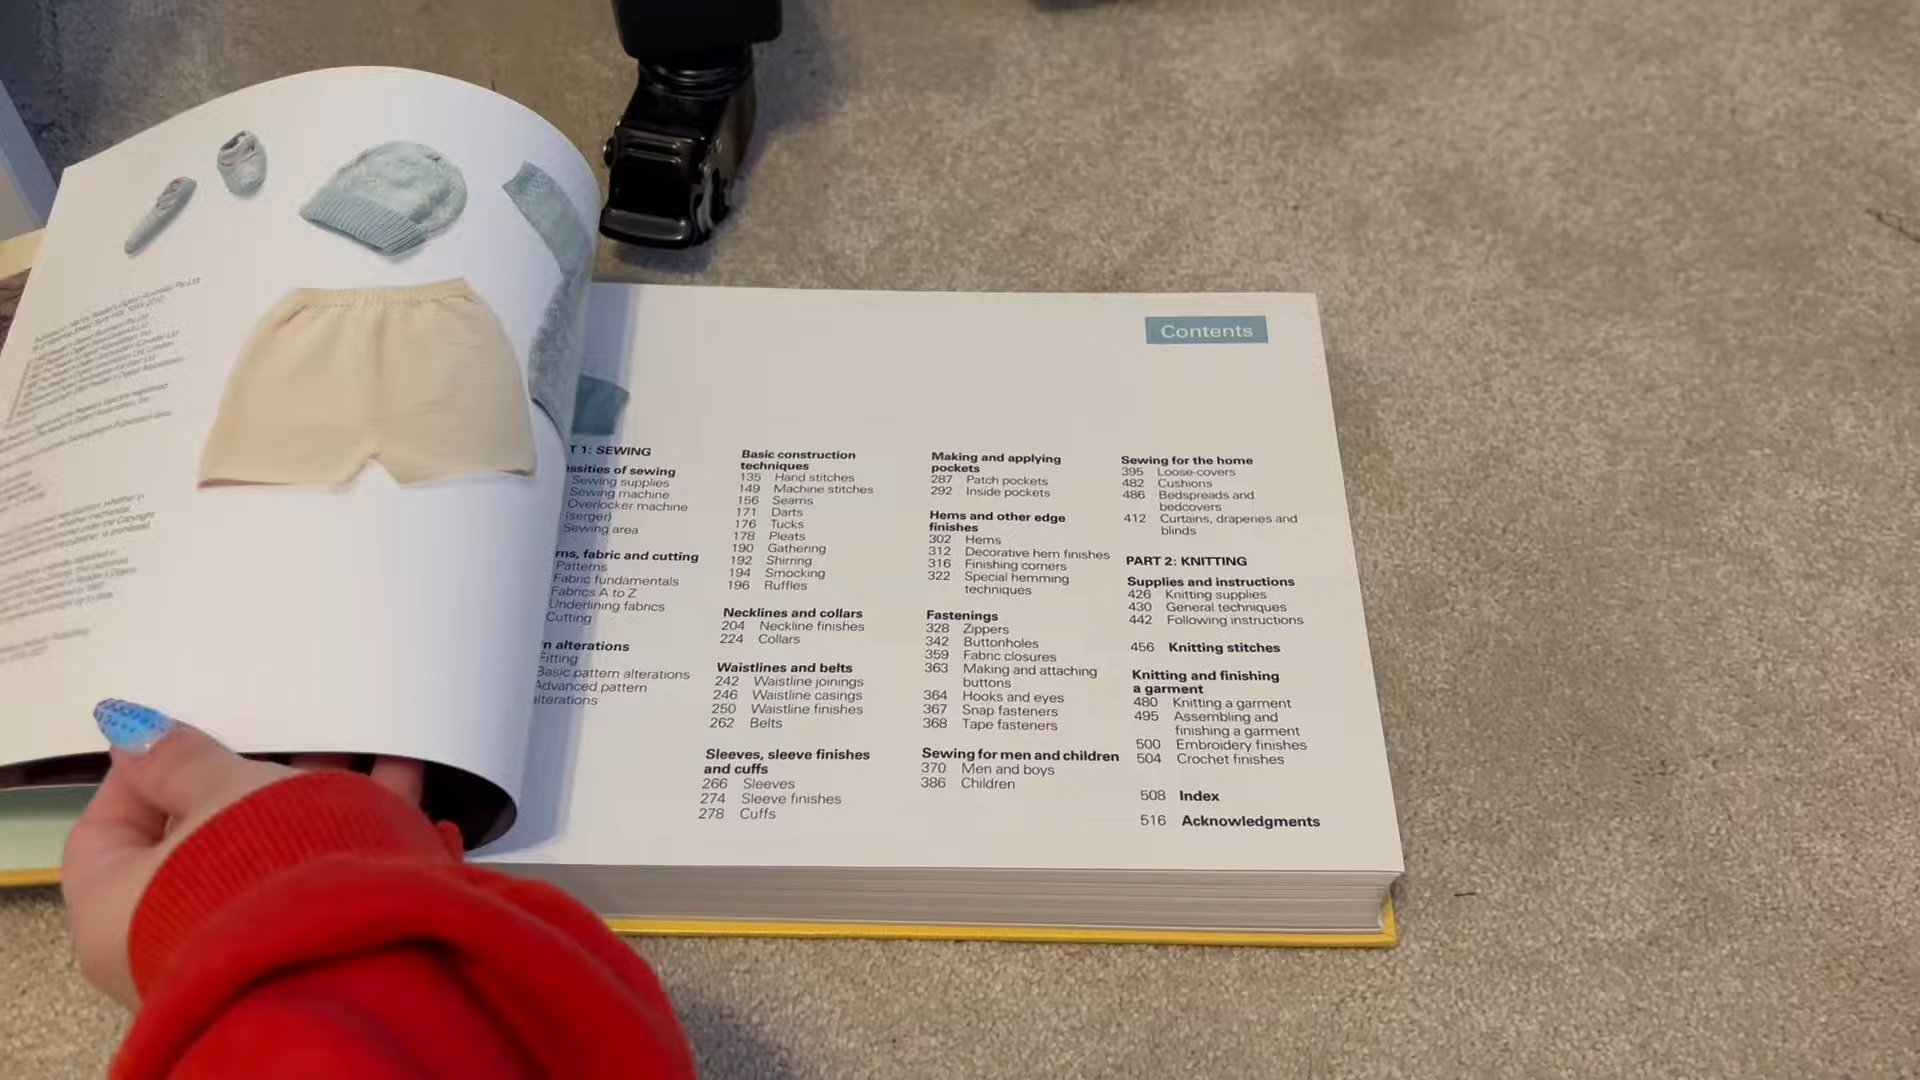 Contents
T 1: SEWING
ssities of sewing
Sewing supplies
Sewing machine
Overlocker machine
(serger)
Sewing area
rns, fabric and cutting
Patterns
Fabric fundamentals
Fabrics A to Z
Underlining fabrics
Cutting
n alterations
Fitting
Basic pattern alterations
Advanced pattern
alterations
Basic construction
techniques
135 Hand stitches
149 Machine stitches
156 Seams
171 Darts
176 Tucks
178 Pleats
190 Gathering
192 Shirring
194 Smocking
196 Ruffles
Necklines and collars
204 Neckline finishes
224 Collars
Waistlines and belts
242 Waistline joinings
246 Waistline casings
250 Waistline finishes
262 Belts
Sleeves, sleeve finishes
and cuffs
266 Sleeves
274 Sleeve finishes
278 Cuffs
Making and applying
pockets
287 Patch pockets
292 Inside pockets
Hems and other edge
finishes
302 Hems
312 Decorative hem finishes
316 Finishing corners
322 Special hemming
techniques
Fastenings
328 Zippers
342 Buttonholes
359 Fabric closures
363 Making and attaching
buttons
364 Hooks and eyes
367 Snap fasteners
368 Tape fasteners
Sewing for men and children
370 Men and boys
386 Children
Sewing for the home
395 Loose-covers
482 Cushions
486 Bedspreads and
bedcovers
412 Curtains, draperies and
blinds
PART 2: KNITTING
Supplies and instructions
426 Knitting supplies
430 General techniques
442 Following instructions
456 Knitting stitches
Knitting and finishing
a garment
480 Knitting a garment
495 Assembling and
finishing a garment
500 Embroidery finishes
504 Crochet finishes
508 Index
516 Acknowledgments